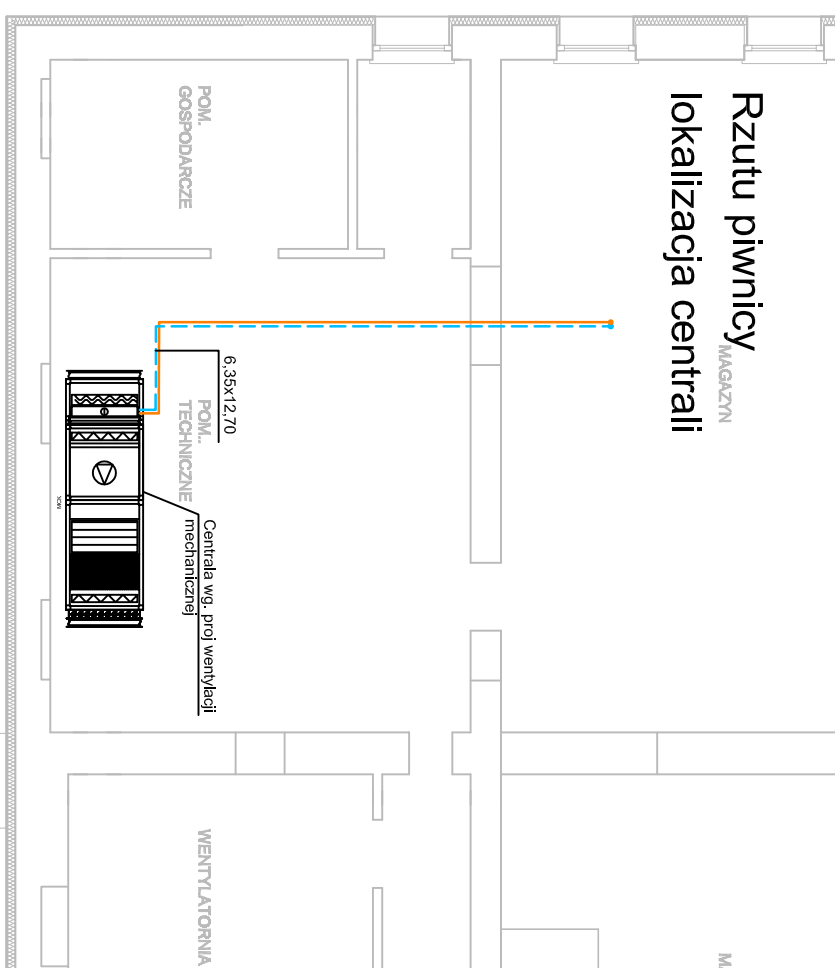 Rzutu piwnicy
lokalizacja centrali
MAGAZYN
POM.
GOSPODARCZE
6,35x12,70
POM..
TECHNICZNE
Centrala wg. proj wentylacji
mechanicznej
WENTYLATORNIA